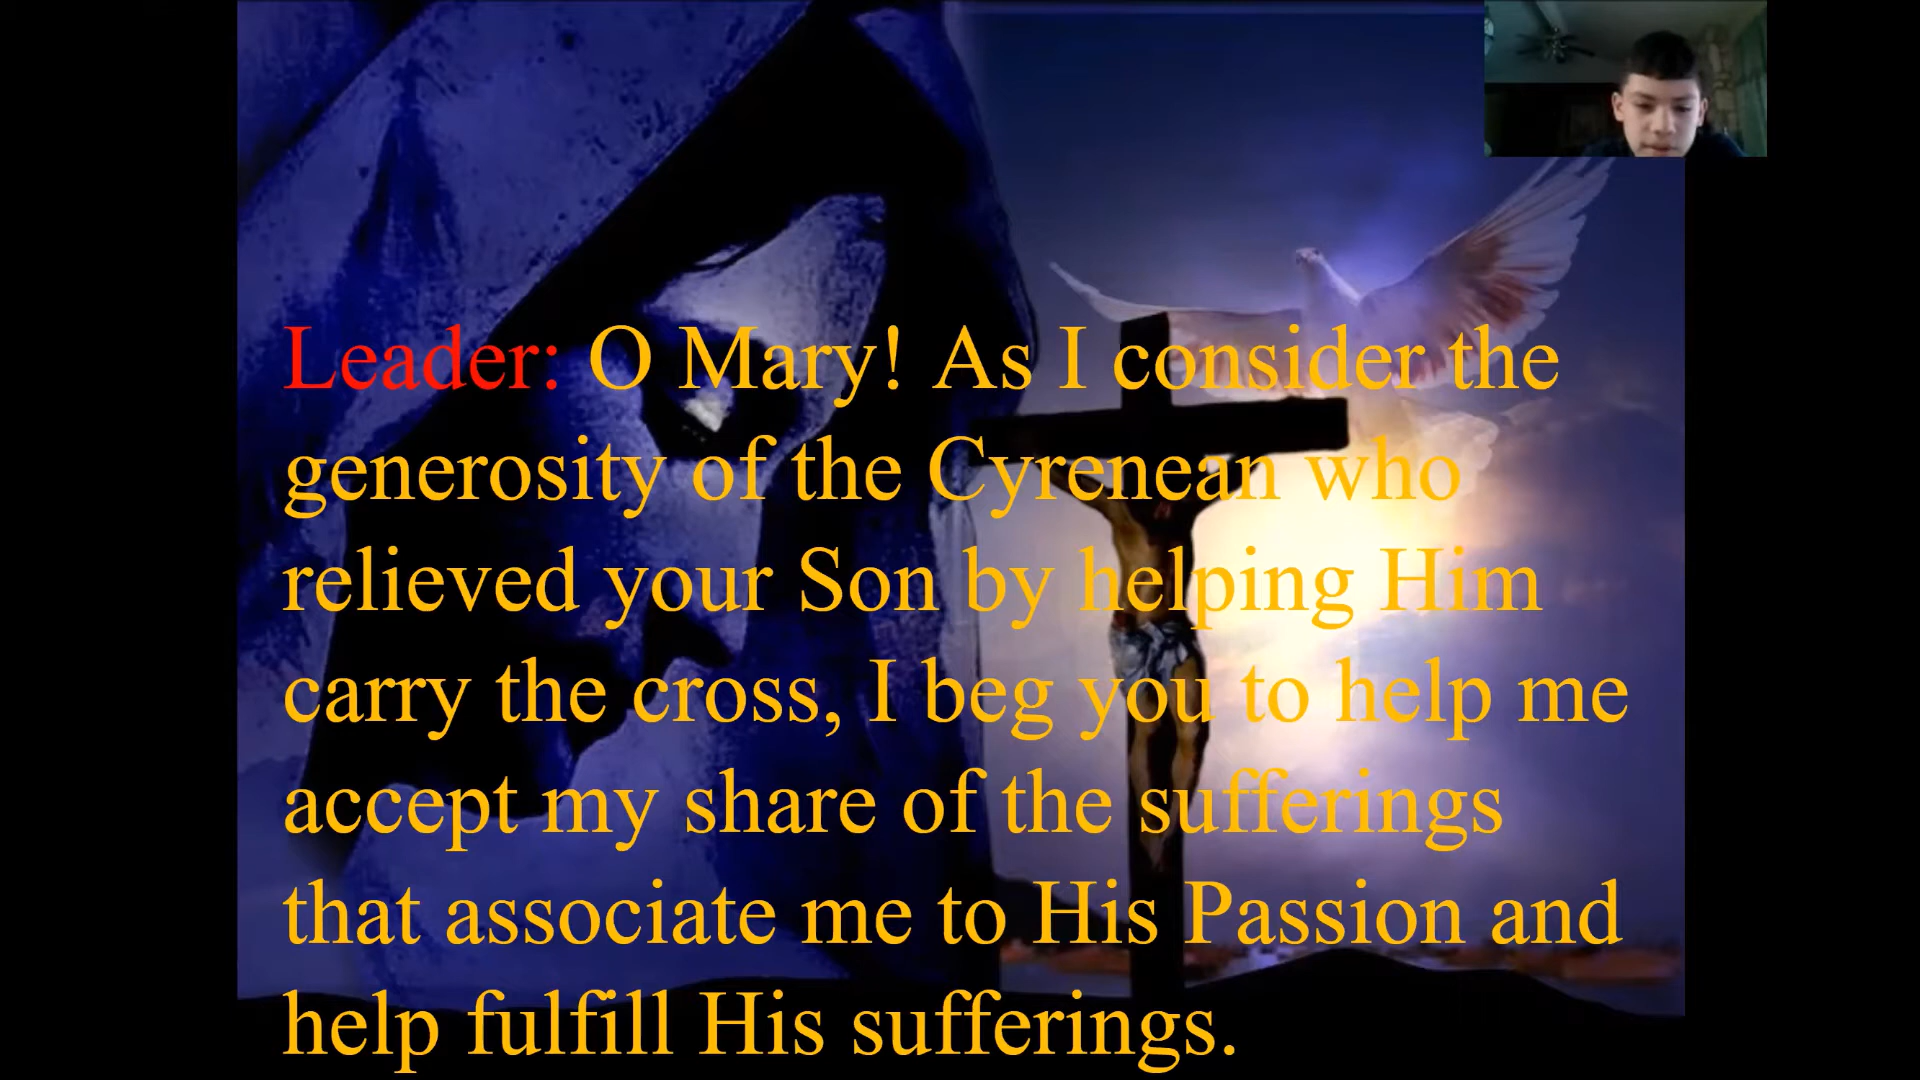 Leader: O Mary! As I consider the
generosity of the Cyrenean who
relieved your Son by helping Him
carry the cross, I beg you to help me
accept my share of the sufferings
that associate me to His Passion and
help fulfill His sufferings.